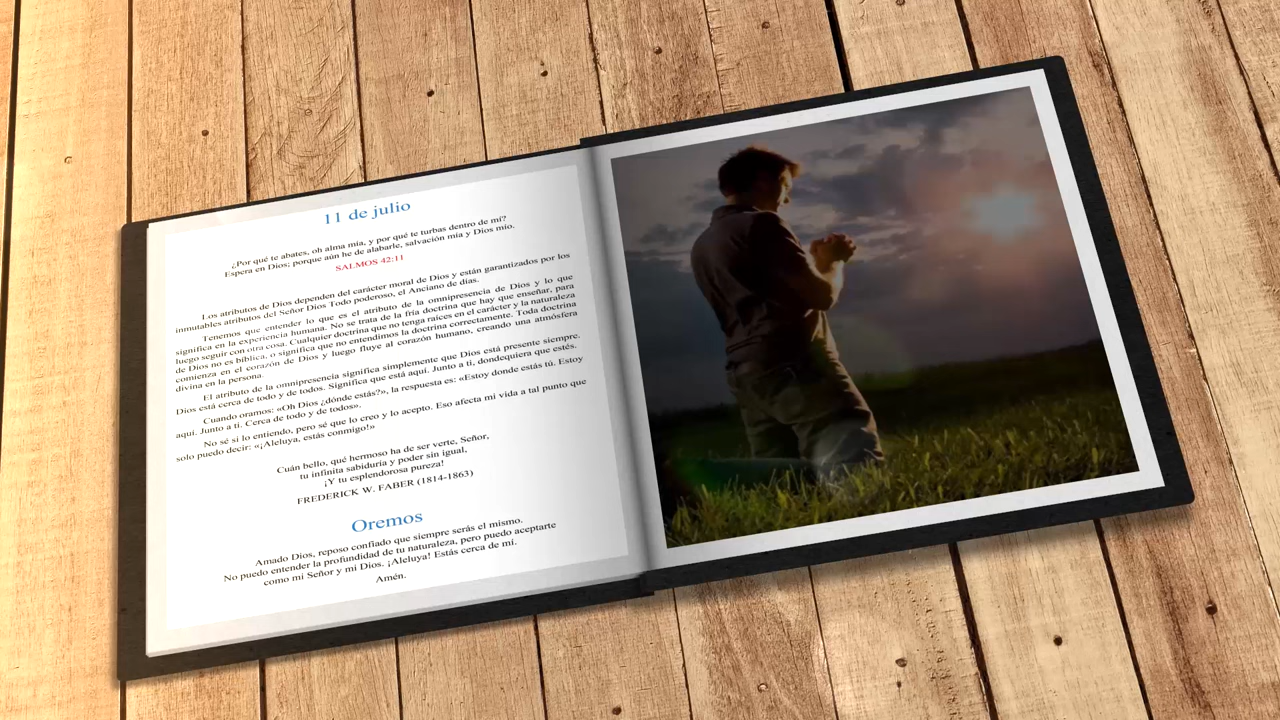 11 de julio
¿Por qué te abates, oh alma mía, y por qué te turbas dentro de mí?
Espera en Dios; porque aún he de alabarle, salvación mía y Dios mío.
SALMOS 42:11
Los atributos de Dios dependen del carácter moral de Dios y están garantizados por los
inmutables atributos del Señor Dios Todo poderoso, el Anciano de días.
Tenemos que entender lo que es el atributo de la omnipresencia de Dios y lo que
significa en la experiencia humana. No se trata de la fría doctrina que hay que enseñar, para
luego seguir con otra cosa. Cualquier doctrina que no tenga raíces en el carácter y la naturaleza
de Dios no es bíblica, o significa que no entendimos la doctrina correctamente. Toda doctrina
comienza en el corazón de Dios y luego fluye al corazón humano, creando una atmósfera
divina en la persona.
El atributo de la omnipresencia significa simplemente que Dios está presente siempre.
Dios está cerca de todo y de todos. Significa que está aquí. Junto a ti, dondequiera que estés.
Cuando oramos: «Oh Dios ¿dónde estás?», la respuesta es: «Estoy donde estás tú. Estoy
aquí. Junto a ti. Cerca de todo y de todos».
No sé si lo entiendo, pero sé que lo creo y lo acepto. Eso afecta mi vida a tal punto que
solo puedo decir: «¡Aleluya, estás conmigo!»
Cuán bello, qué hermoso ha de ser verte, Señor,
tu infinita sabiduría y poder sin igual,
¡Y tu esplendorosa pureza!
FREDERICK W. FABER (1814-1863)
Oremos
Amado Dios, reposo confiado que siempre serás el mismo.
No puedo entender la profundidad de tu naturaleza, pero puedo aceptarte
como mi Señor y mi Dios. ¡Aleluya! Estás cerca de mí.
Amén.